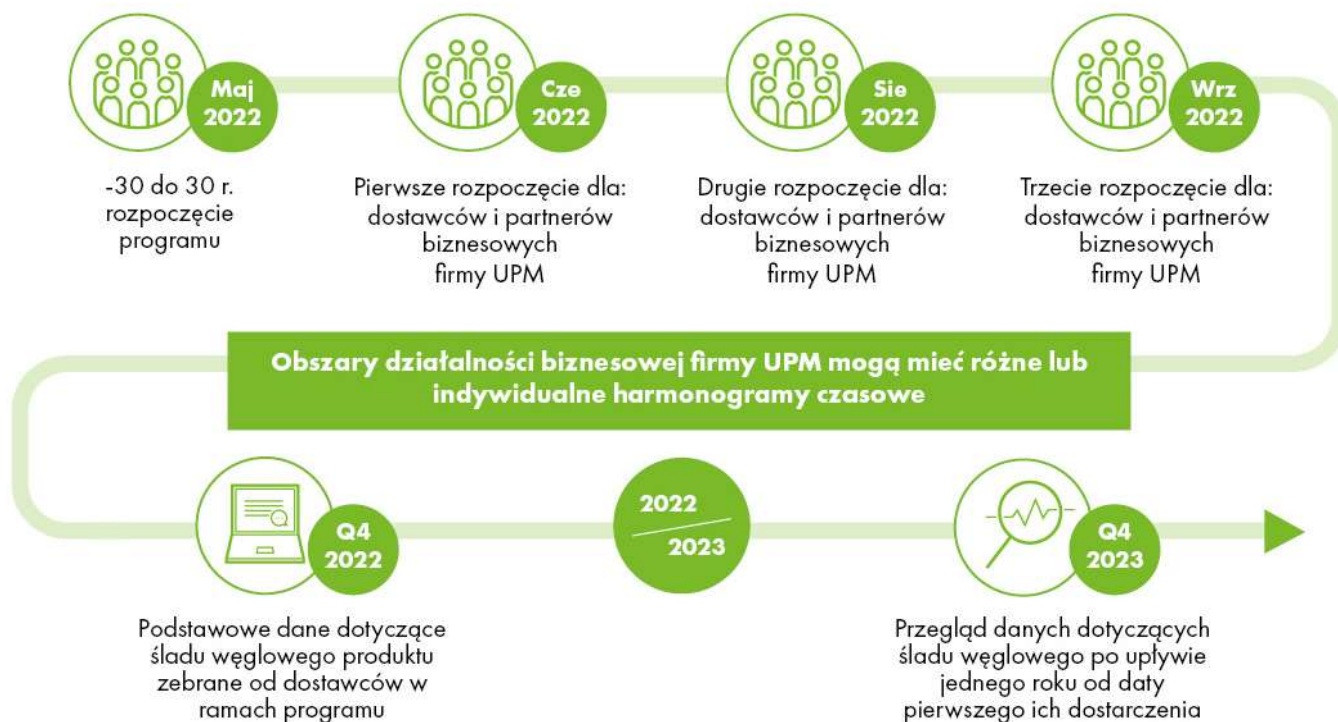 Maj
2022
-30 do 30 r.
rozpoczęcie
programu
Cze
2022
Pierwsze rozpoczęcie dla:
dostawców i partnerów
biznesowych
firmy UPM
Sie
2022
Drugie rozpoczęcie dla:
dostawców i partnerów
biznesowych
firmy UPM
Wrz
2022
Trzecie rozpoczęcie dla:
dostawców i partnerów
biznesowych
firmy UPM
Obszary działalności biznesowej firmy UPM mogą mieć różne lub
indywidualne harmonogramy czasowe
Q4
2022
Podstawowe dane dotyczące
śladu węglowego produktu
zebrane od dostawców w
ramach programu
2022
2023
Q4
2023
Przegląd danych dotyczących
śladu węglowego po upływie
jednego roku od daty
pierwszego ich dostarczenia